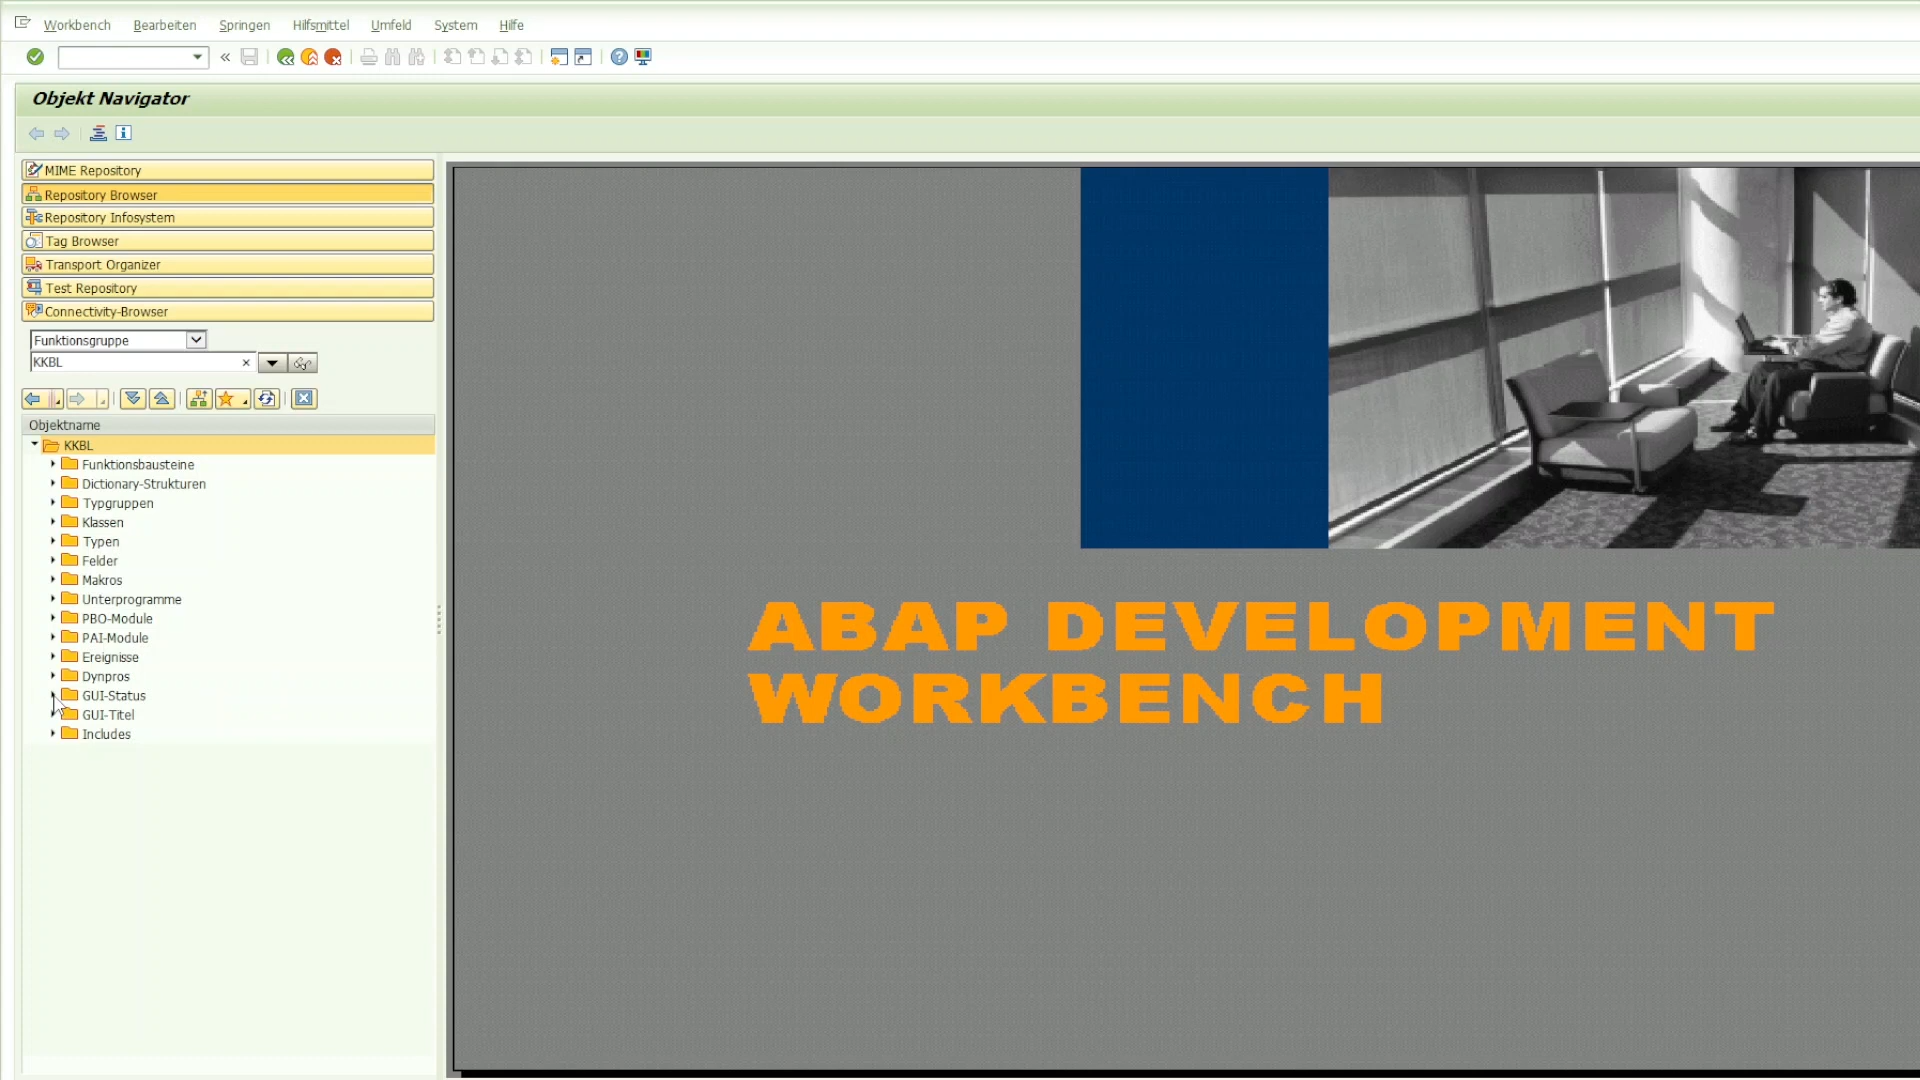 Workbench Bearbeiten Springen Hilfsmittel Umfeld System Hilfe
Objekt Navigator
MIME Repository
Repository Browser
Repository Infosystem
Tag Browser
Transport Organizer
Test Repository
Connectivity-Browser
Funktionsgruppe
KKBL
Objektname
KKBL
Funktionsbausteine
Dictionary-Strukturen
Typgruppen
Klassen
Typen
Felder
Makros
Unterprogramme
PBO-Module
PAI-Module
Ereignisse
Dynpros
GUI-Status
GUI-Titel
Includes
ABAP DEVELOPMENT
WORKBENCH